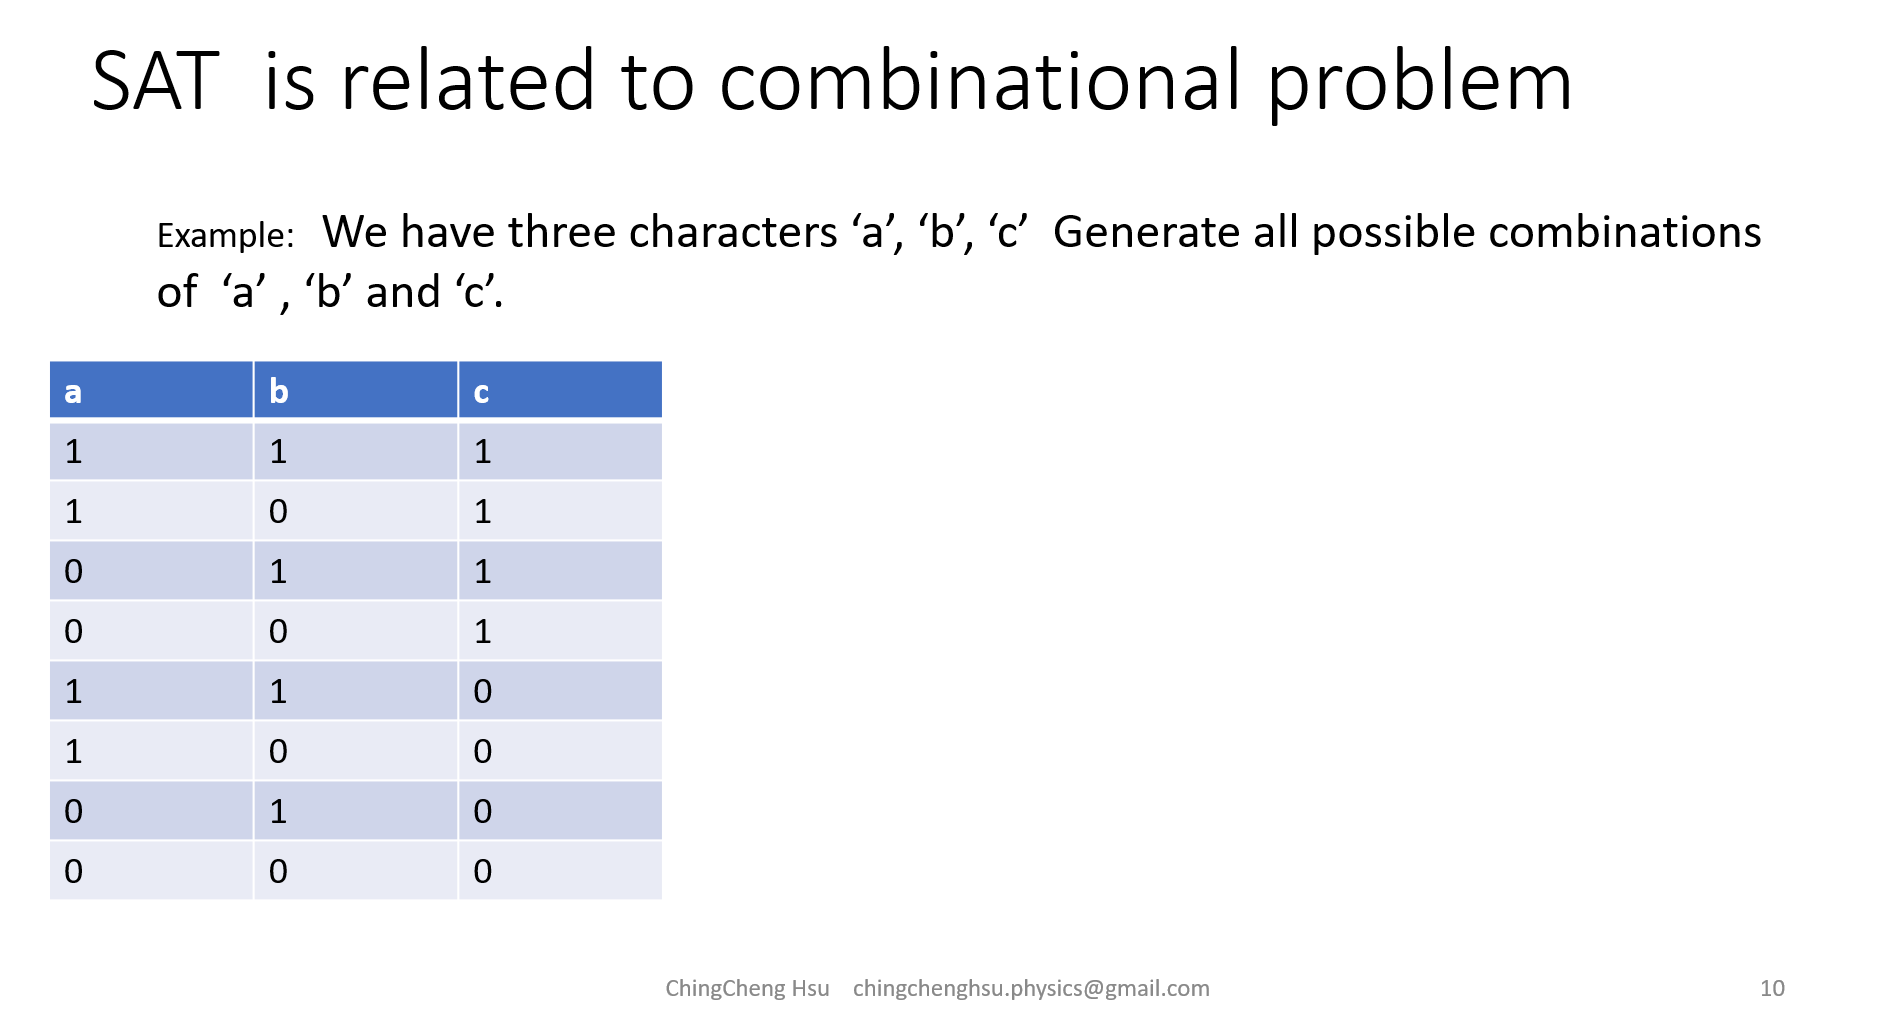 SAT  is related to combinational problem
Example:  We have three characters ‘a’, ‘b’, ‘c’  Generate all possible combinations
of  ‘a’ , ‘b’ and ‘c’.
a b c
1 1 1
1 0 1
0 1 1
0 0 1
1 1 0
1 0 0
0 1 0
0 0 0
ChingCheng Hsu    chingchenghsu.physics@gmail.com
10